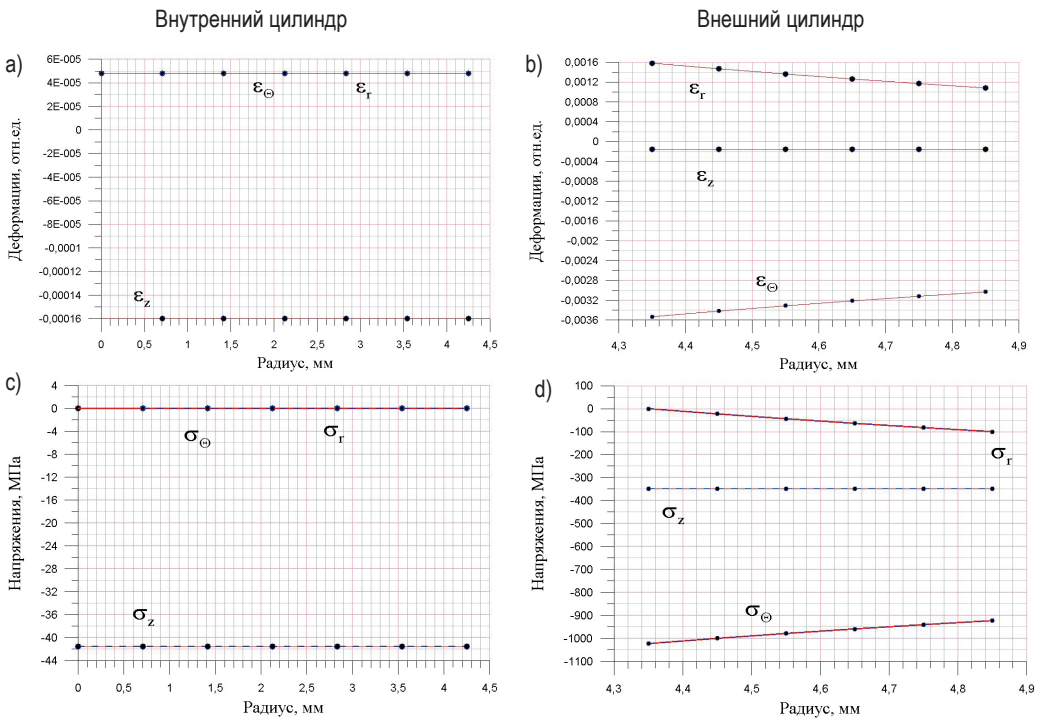 Внутренний цилиндр
Внешний цилиндр
a)
6E-005
4E-005
2E-005
0
-2E-005
-4E-005
-6E-005
-8E-005
-0,0001
-0,00012
-0,00014
-0,00016
Деформации, отн.ед.
εΘ
εr
εz
0 0,5 1 1,5 2 2,5 3 3,5 4 4,5
Радиус, мм
b)
0,0016
0,0012
0,0008
0,0004
0
-0,0004
-0,0008
-0,0012
-0,0016
-0,002
-0,0024
-0,0028
-0,0032
-0,0036
Деформации, отн.ед.
εr
εz
εΘ
4,3 4,4 4,5 4,6 4,7 4,8 4,9
Радиус, мм
c)
4
0
-4
-8
-12
-16
-20
-24
-28
-32
-36
-40
-44
Напряжения, МПа
σΘ
σr
σz
0 0,5 1 1,5 2 2,5 3 3,5 4 4,5
Радиус, мм
d)
100
0
-100
-200
-300
-400
-500
-600
-700
-800
-900
-1000
-1100
Напряжения, МПа
σr
σz
σΘ
4,3 4,4 4,5 4,6 4,7 4,8 4,9
Радиус, мм